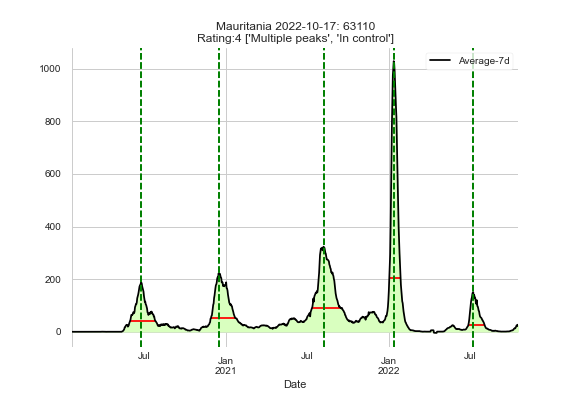 Mauritania 2022-10-17: 63110
Rating:4 ['Multiple peaks', 'In control']
Average-7d
1000
800
600
400
200
0
Jul
Jan
2021
Jul
Jan
2022
Jul
Date